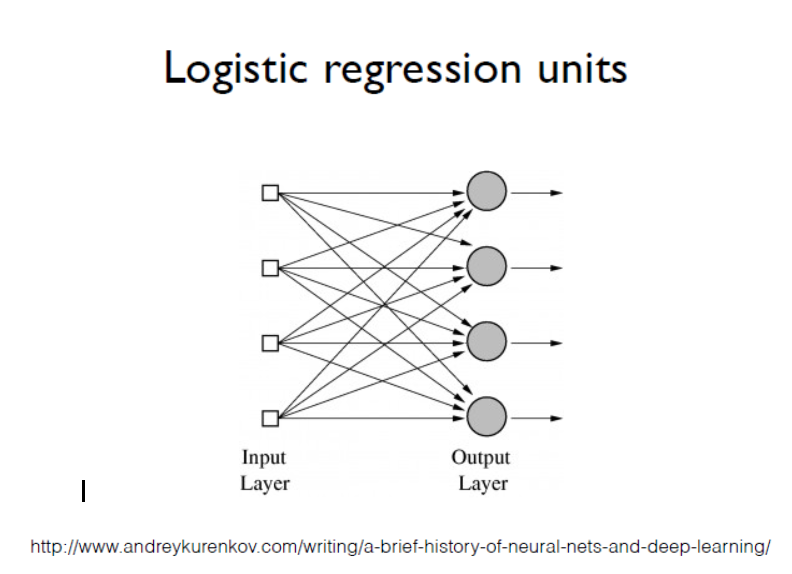 Logistic regression units
Input
Layer
Output
Layer
http://www.andreykurenkov.com/writing/a-brief-history-of-neural-nets-and-deep-learning/